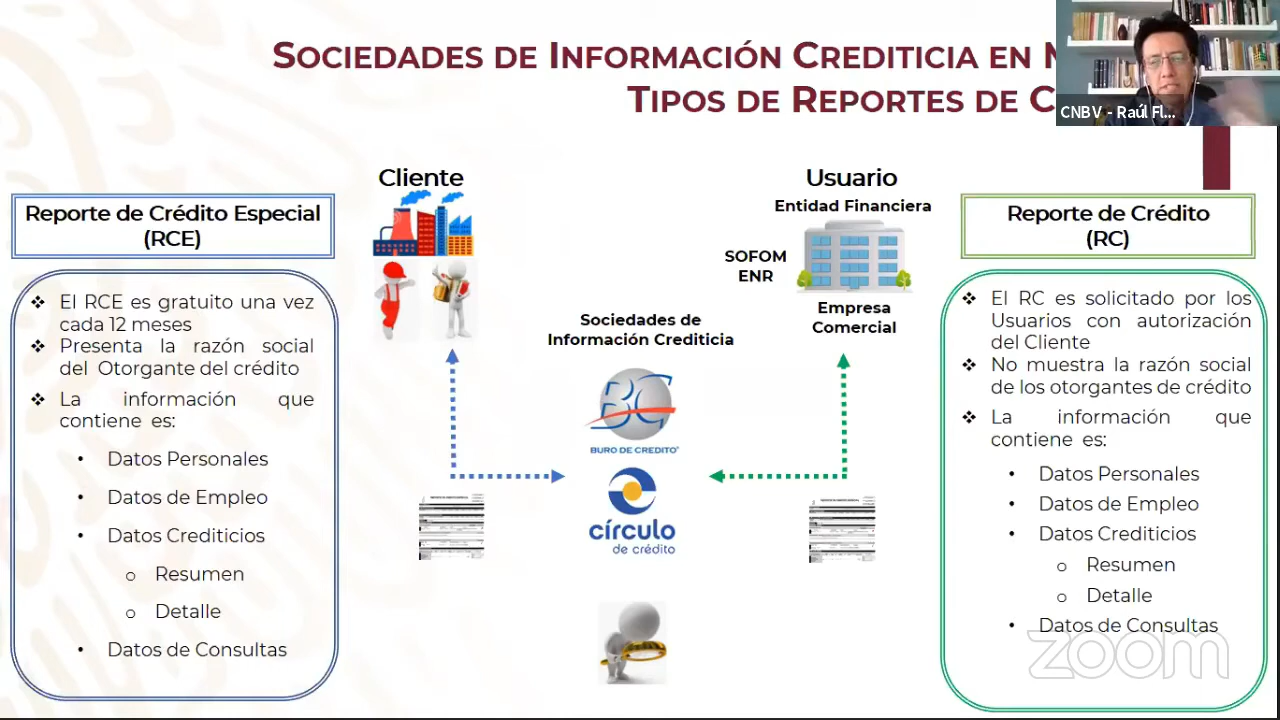 SOCIEDADES DE INFORMACIÓN CREDITICIA EN
TIPOS DE REPORTES DE
CNBV - Raúl Fl...
Cliente
Usuario
Entidad Financiera
SOFOM
ENR
Empresa
Comercial
Reporte de Crédito Especial
(RCE)
❖ El RCE es gratuito una vez
cada 12 meses
❖ Presenta la razón social
del Otorgante del crédito
❖ La información que
contiene es:
• Datos Personales
• Datos de Empleo
• Datos Crediticios
o Resumen
o Detalle
• Datos de Consultas
Sociedades de
Información Crediticia
BC
BURO DE CREDITO
círculo
de crédito
Reporte de Crédito
(RC)
❖ El RC es solicitado por los
Usuarios con autorización
del Cliente
❖ No muestra la razón social
de los otorgantes de crédito
❖ La información que
contiene es:
• Datos Personales
• Datos de Empleo
• Datos Crediticios
o Resumen
o Detalle
• Datos de Consultas
zoom